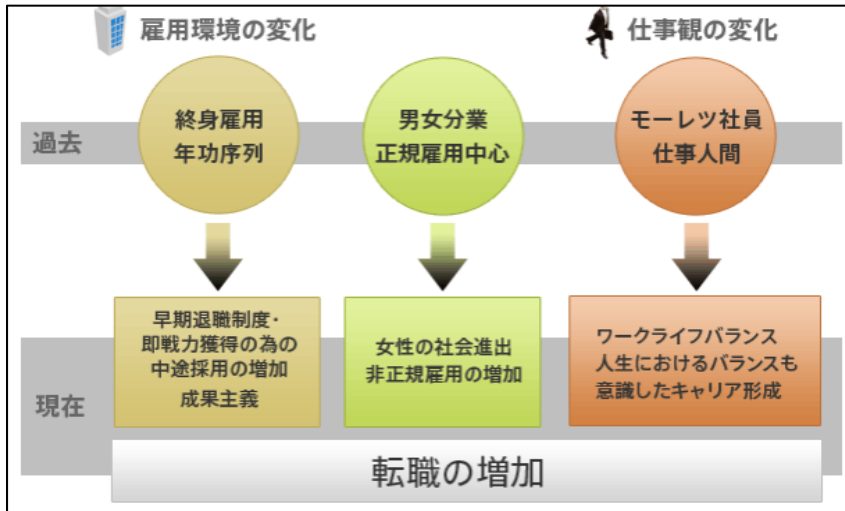 雇用環境の変化
仕事観の変化
過去
終身雇用
年功序列
男女分業
正規雇用中心
モーレツ社員
仕事人間
現在
早期退職制度・
即戦力獲得の為の
中途採用の増加
成果主義
女性の社会進出
非正規雇用の増加
ワークライフバランス
人生におけるバランスも
意識したキャリア形成
転職の増加